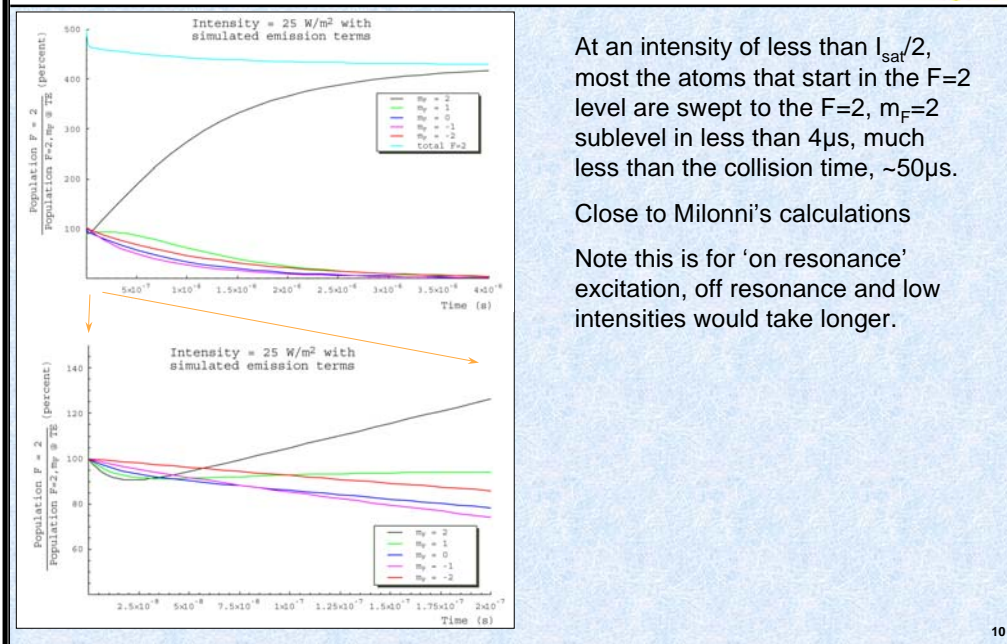 Intensity = 25 W/m² with
simulated emission terms
Population F = 2
Population F=2,mF @ TE
(percent)
500
400
300
200
100
mF = 2
mF = 1
mF = 0
mF = -1
mF = -2
total F=2
5x10⁻⁷ 1x10⁻⁶ 1.5x10⁻⁶ 2x10⁻⁶ 2.5x10⁻⁶ 3x10⁻⁶ 3.5x10⁻⁶ 4x10⁻⁶
Time (s)
Intensity = 25 W/m² with
simulated emission terms
Population F = 2
Population F=2,mF @ TE
(percent)
140
120
100
80
60
mF = 2
mF = 1
mF = 0
mF = -1
mF = -2
2.5x10⁻⁸ 5x10⁻⁸ 7.5x10⁻⁸ 1x10⁻⁷ 1.25x10⁻⁷ 1.5x10⁻⁷ 1.75x10⁻⁷ 2x10⁻⁷
Time (s)
At an intensity of less than Isat/2,
most the atoms that start in the F=2
level are swept to the F=2, mF=2
sublevel in less than 4µs, much
less than the collision time, ~50µs.
Close to Milonni's calculations
Note this is for 'on resonance'
excitation, off resonance and low
intensities would take longer.
10